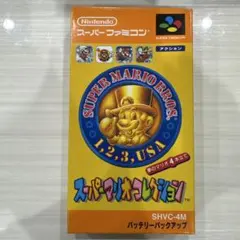 Nintendo
スーパーファミコン
アクション
SUPER MARIO BROS.
1, 2, 3, USA
スーパーマリオコレクション
SHVC-4M
バッテリーバックアップ